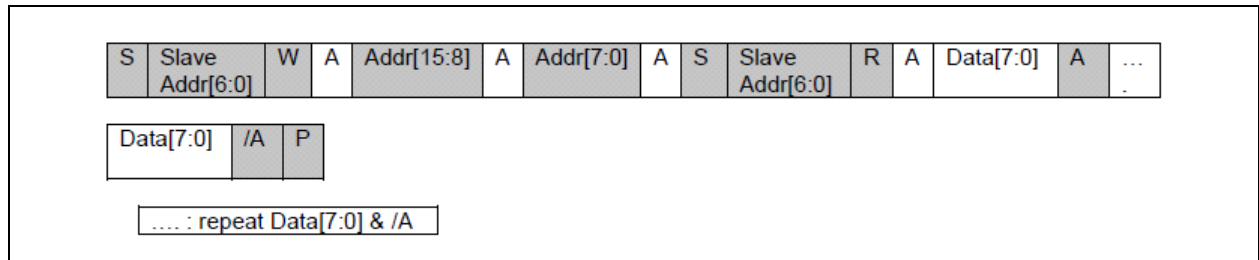 S Slave Addr[6:0] W A Addr[15:8] A Addr[7:0] A S Slave Addr[6:0] R A Data[7:0] A ....
Data[7:0] /A P
.... : repeat Data[7:0] & /A